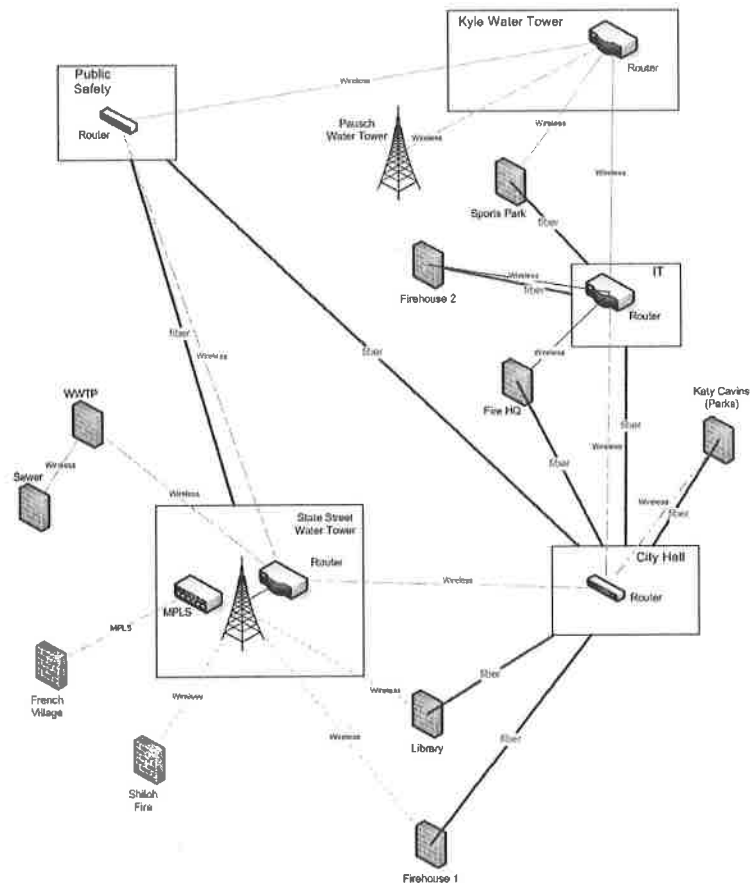 Kyle Water Tower
Router
Public
Safety
Router
Wireless
Pausch
Water Tower
Wireless
Wireless
Wireless
Sports Park
fiber
IT
Firehouse 2
Wireless
fiber
Router
Wireless
Fire HQ
Katy Cavins
(Parks)
fiber
Wireless
fiber
fiber
fiber
Wireless
Wireless
fiber
WWTP
Wireless
Sewer
Wireless
State Street
Water Tower
Router
MPLS
Wireless
City Hall
Router
MPLS
French
Village
Wireless
Wireless
fiber
Library
Wireless
fiber
Shiloh
Fire
Firehouse 1